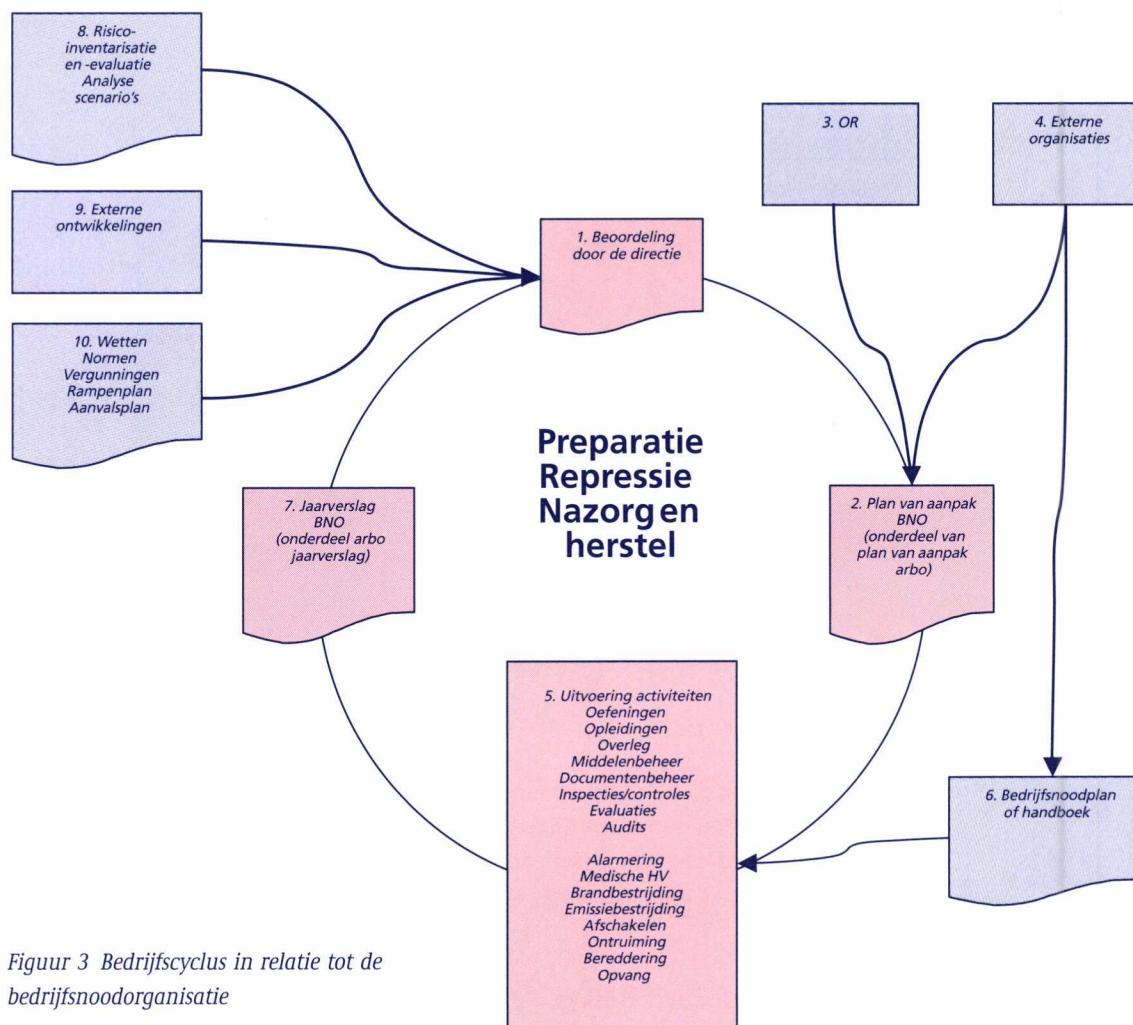 8. Risico-
inventarisatie
en -evaluatie
Analyse
scenario's
9. Externe
ontwikkelingen
10. Wetten
Normen
Vergunningen
Rampenplan
Aanvalsplan
3. OR
4. Externe
organisaties
1. Beoordeling
door de directie
Preparatie
Repressie
Nazorg en
herstel
7. Jaarverslag
BNO
(onderdeel arbo
jaarverslag)
2. Plan van aanpak
BNO
(onderdeel van
plan van aanpak
arbo)
5. Uitvoering activiteiten
Oefeningen
Opleidingen
Overleg
Middelenbeheer
Documentenbeheer
Inspecties/controles
Evaluaties
Audits
Alarmering
Medische HV
Brandbestrijding
Emissiebestrijding
Afschakelen
Ontruiming
Bereddering
Opvang
6. Bedrijfsnoodplan
of handboek
Figuur 3 Bedrijfscyclus in relatie tot de
bedrijfsnoodorganisatie